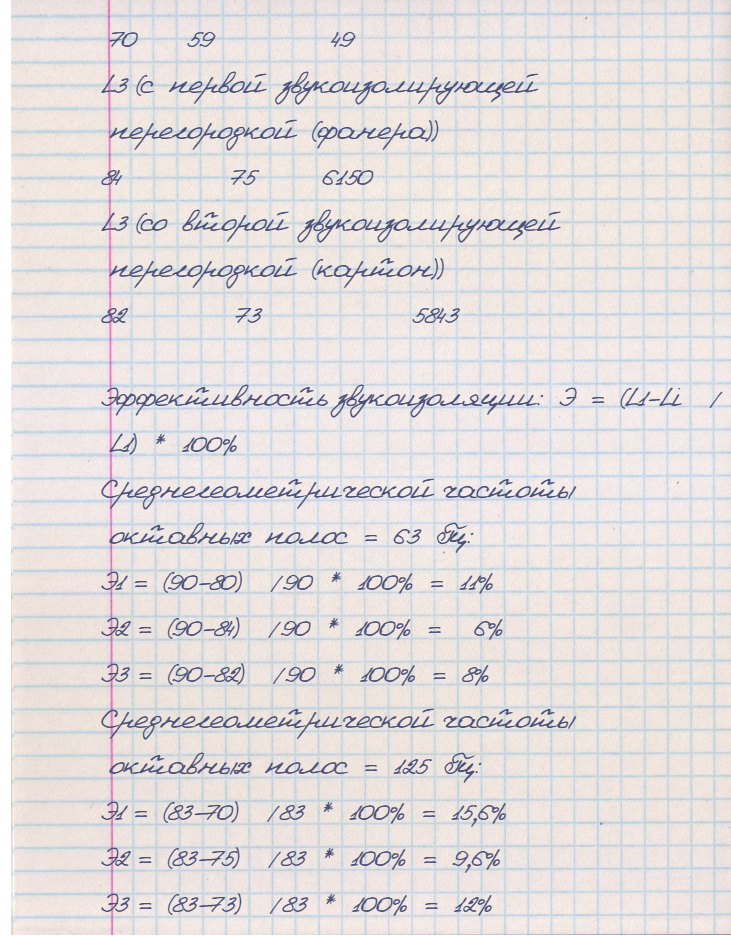 70 59 49
L3 (с первой звукоизолирующей
перегородкой (фанера))
84 75 6150
L3 (со второй звукоизолирующей
перегородкой (картон))
82 73 5843
Эффективность звукоизоляции: Э = (L1-Li /
L1) * 100%
Среднегеометрической частоты
октавных полос = 63 Гц:
Э1 = (90-80) /90 * 100% = 11%
Э2 = (90-84) /90 * 100% = 6%
Э3 = (90-82) /90 * 100% = 8%
Среднегеометрической частоты
октавных полос = 125 Гц:
Э1 = (83-70) /83 * 100% = 15,6%
Э2 = (83-75) /83 * 100% = 9,6%
Э3 = (83-73) /83 * 100% = 12%